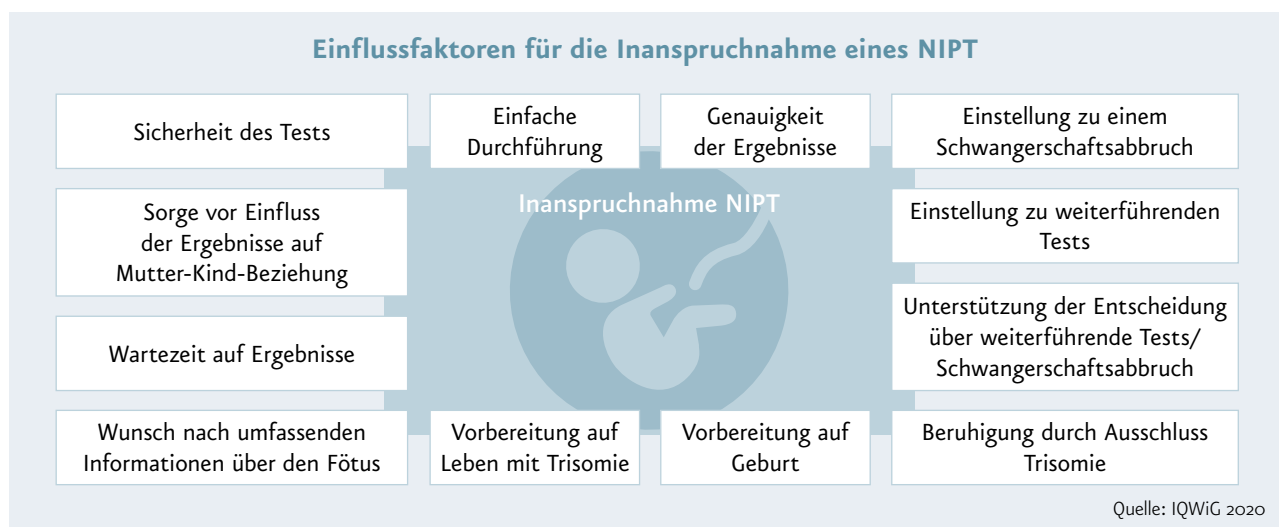 Einflussfaktoren für die Inanspruchnahme eines NIPT
Sicherheit des Tests
Einfache
Durchführung
Genauigkeit
der Ergebnisse
Einstellung zu einem
Schwangerschaftsabbruch
Inanspruchnahme NIPT
Sorge vor Einfluss
der Ergebnisse auf
Mutter-Kind-Beziehung
Einstellung zu weiterführenden
Tests
Wartezeit auf Ergebnisse
Unterstützung der Entscheidung
über weiterführende Tests/
Schwangerschaftsabbruch
Wunsch nach umfassenden
Informationen über den Fötus
Vorbereitung auf
Leben mit Trisomie
Vorbereitung auf
Geburt
Beruhigung durch Ausschluss
Trisomie
Quelle: IQWiG 2020